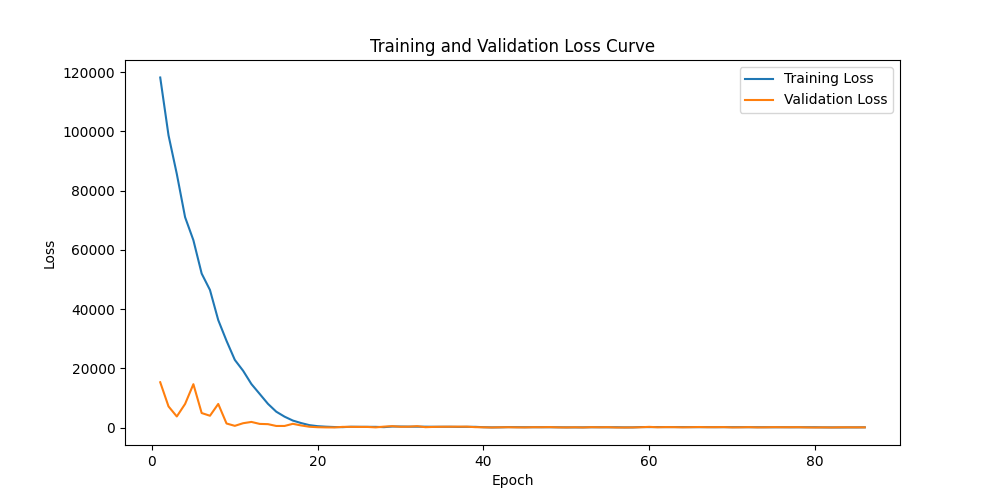 Training and Validation Loss Curve
Training Loss
Validation Loss
120000
100000
80000
60000
40000
20000
0
Loss
0 20 40 60 80
Epoch